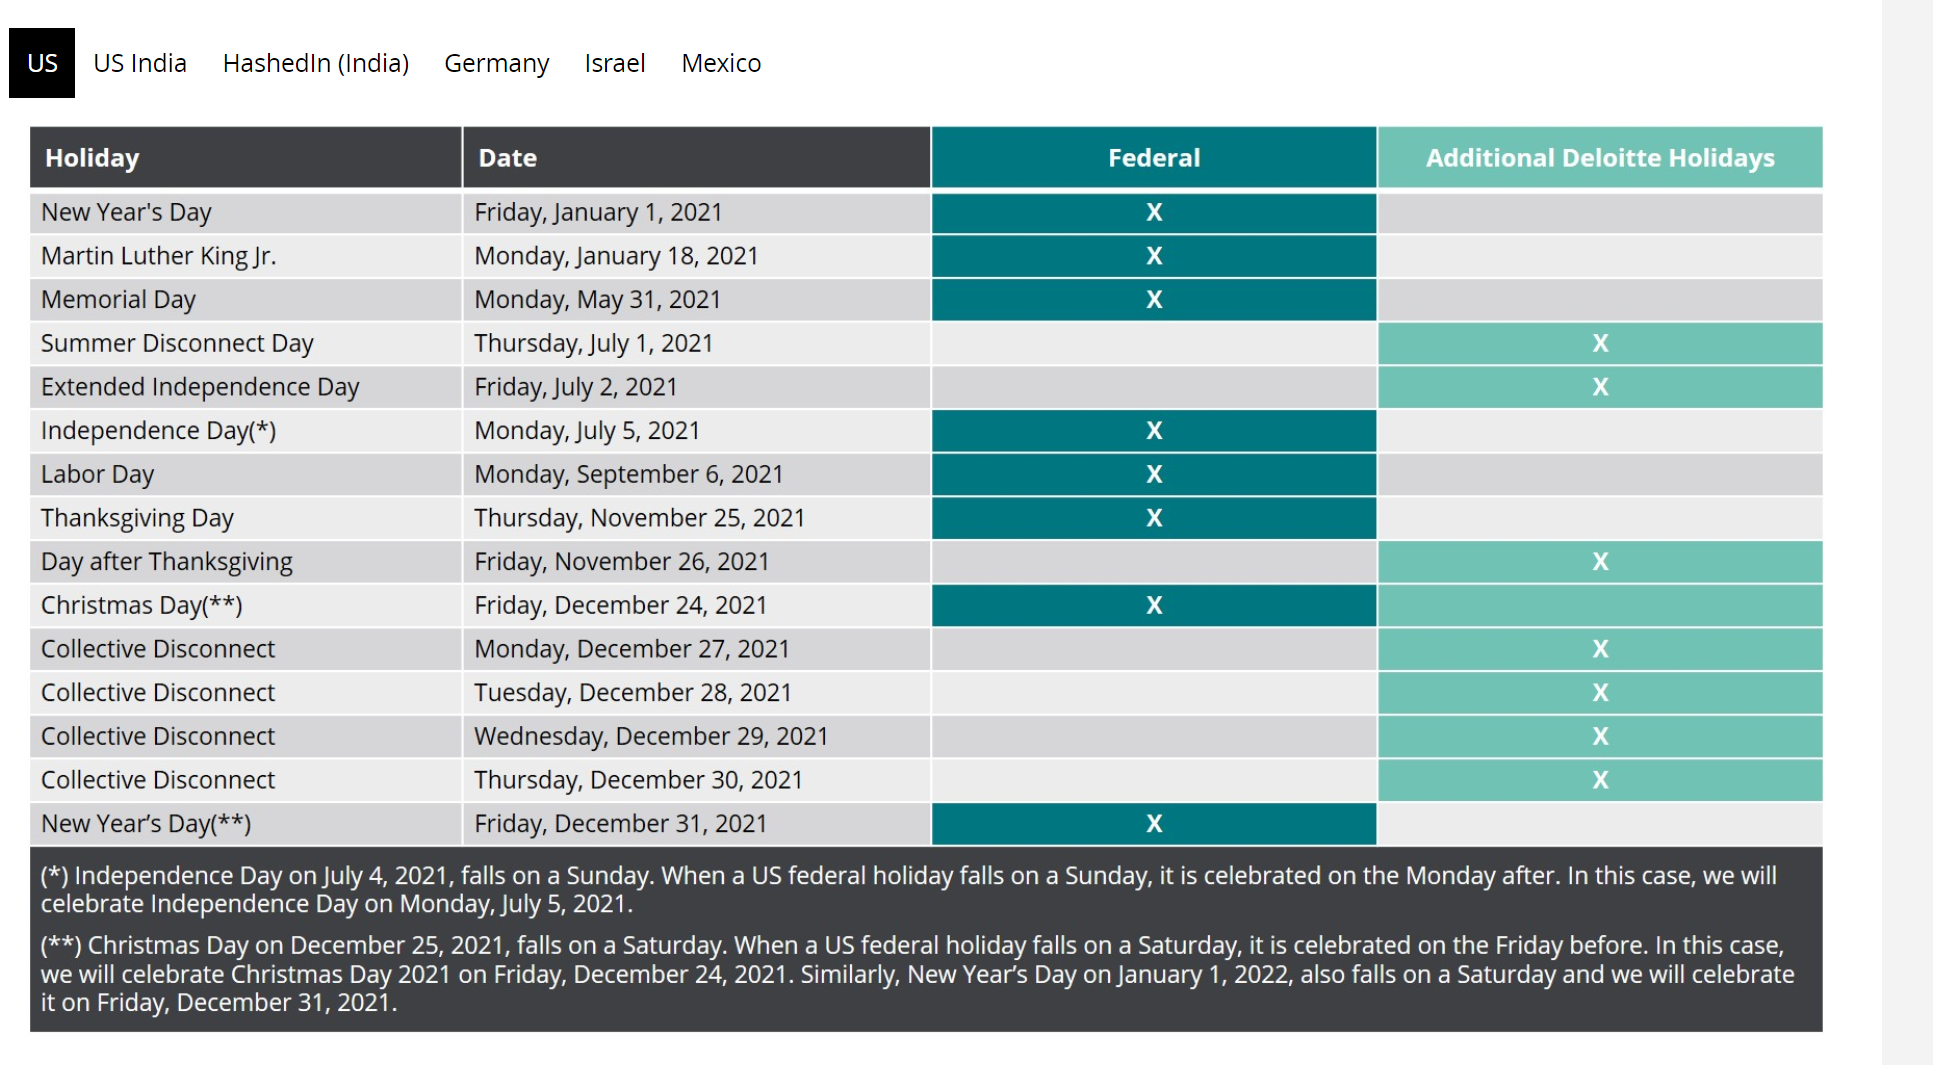 US US India HashedIn (India) Germany Israel Mexico
Holiday Date Federal Additional Deloitte Holidays
New Year's Day Friday, January 1, 2021 X
Martin Luther King Jr. Monday, January 18, 2021 X
Memorial Day Monday, May 31, 2021 X
Summer Disconnect Day Thursday, July 1, 2021 X
Extended Independence Day Friday, July 2, 2021 X
Independence Day(*) Monday, July 5, 2021 X
Labor Day Monday, September 6, 2021 X
Thanksgiving Day Thursday, November 25, 2021 X
Day after Thanksgiving Friday, November 26, 2021 X
Christmas Day(**) Friday, December 24, 2021 X
Collective Disconnect Monday, December 27, 2021 X
Collective Disconnect Tuesday, December 28, 2021 X
Collective Disconnect Wednesday, December 29, 2021 X
Collective Disconnect Thursday, December 30, 2021 X
New Year’s Day(**) Friday, December 31, 2021 X
(*) Independence Day on July 4, 2021, falls on a Sunday. When a US federal holiday falls on a Sunday, it is celebrated on the Monday after. In this case, we will
celebrate Independence Day on Monday, July 5, 2021.
(**) Christmas Day on December 25, 2021, falls on a Saturday. When a US federal holiday falls on a Saturday, it is celebrated on the Friday before. In this case,
we will celebrate Christmas Day 2021 on Friday, December 24, 2021. Similarly, New Year’s Day on January 1, 2022, also falls on a Saturday and we will celebrate
it on Friday, December 31, 2021.